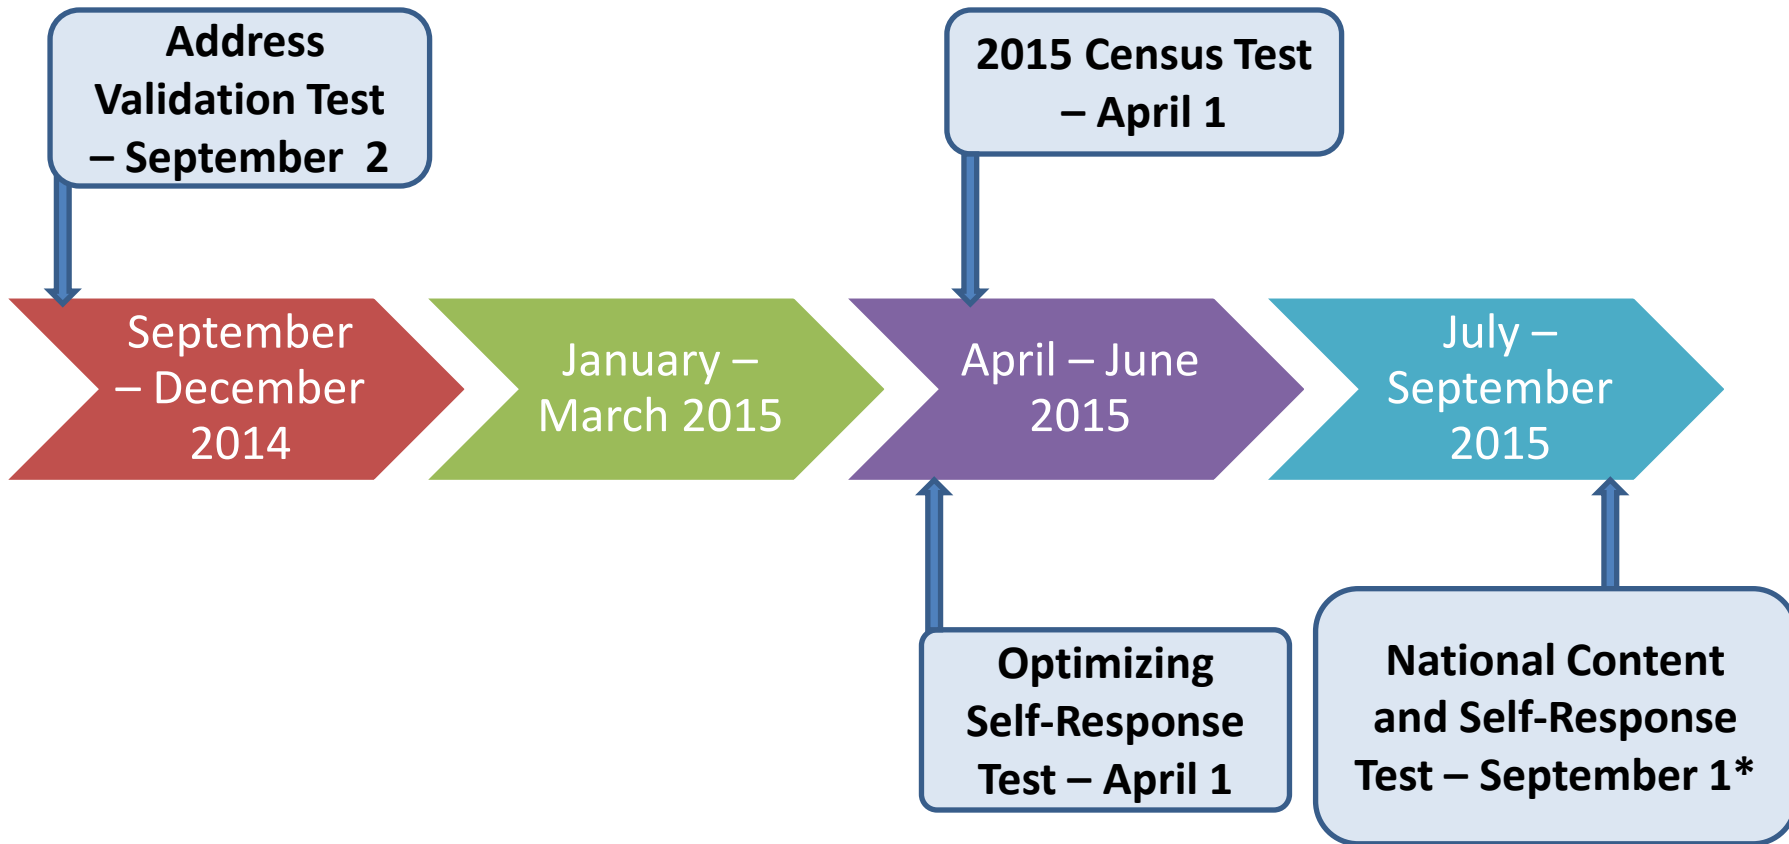 Address
Validation Test
– September  2
2015 Census Test
– April 1
September
– December
2014
January –
March 2015
April – June
2015
July –
September
2015
Optimizing
Self-Response
Test – April 1
National Content
and Self-Response
Test – September 1*